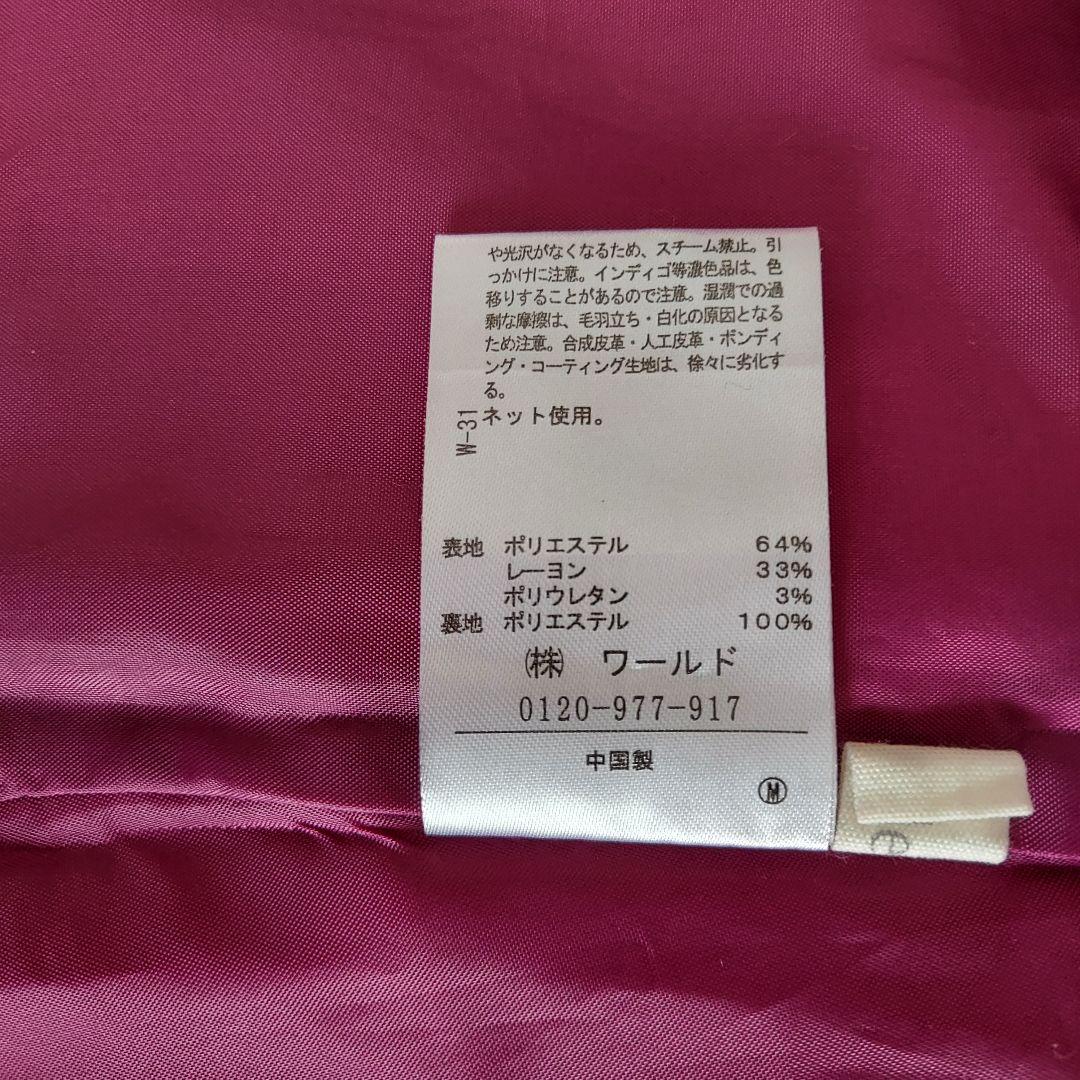 や光沢がなくなるため、スチーム禁止。引
っかけに注意。インディゴ等濃色品は、色
移りすることがあるので注意。湿潤での過
剰な摩擦は、毛羽立ち・白化の原因となる
ため注意。合成皮革・人工皮革・ボンディ
ング・コーティング生地は、徐々に劣化す
る。
W-31
ネット使用。
表地 ポリエステル 64%
レーヨン 33%
ポリウレタン 3%
裏地 ポリエステル 100%
㈱ ワールド
0120-977-917
中国製
Ⓜ